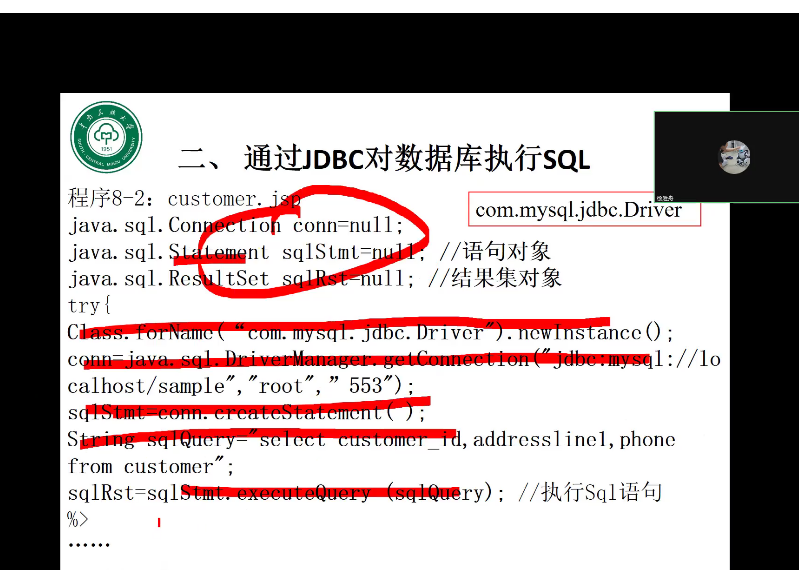 二、 通过JDBC对数据库执行SQL
程序8-2：customer.jsp
com.mysql.jdbc.Driver
java.sql.Connection conn=null;
java.sql.Statement sqlStmt=null; //语句对象
java.sql.ResultSet sqlRst=null; //结果集对象
try{
Class.forName(“com.mysql.jdbc.Driver").newInstance();
conn=java.sql.DriverManager.getConnection("jdbc:mysql://lo
calhost/sample","root",”553");
sqlStmt=conn.createStatement( );
String sqlQuery="select customer_id,addressline1,phone
from customer";
sqlRst=sqlStmt.executeQuery (sqlQuery); //执行Sql语句
%>
……